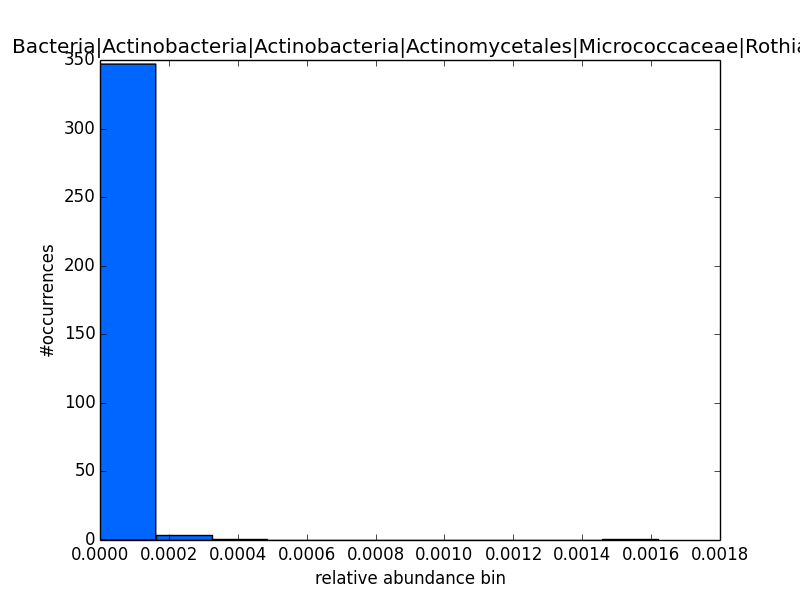 Bacteria|Actinobacteria|Actinobacteria|Actinomycetales|Micrococcaceae|Rothia
350
300
250
200
150
100
50
0
#occurrences
0.0000 0.0002 0.0004 0.0006 0.0008 0.0010 0.0012 0.0014 0.0016 0.0018
relative abundance bin